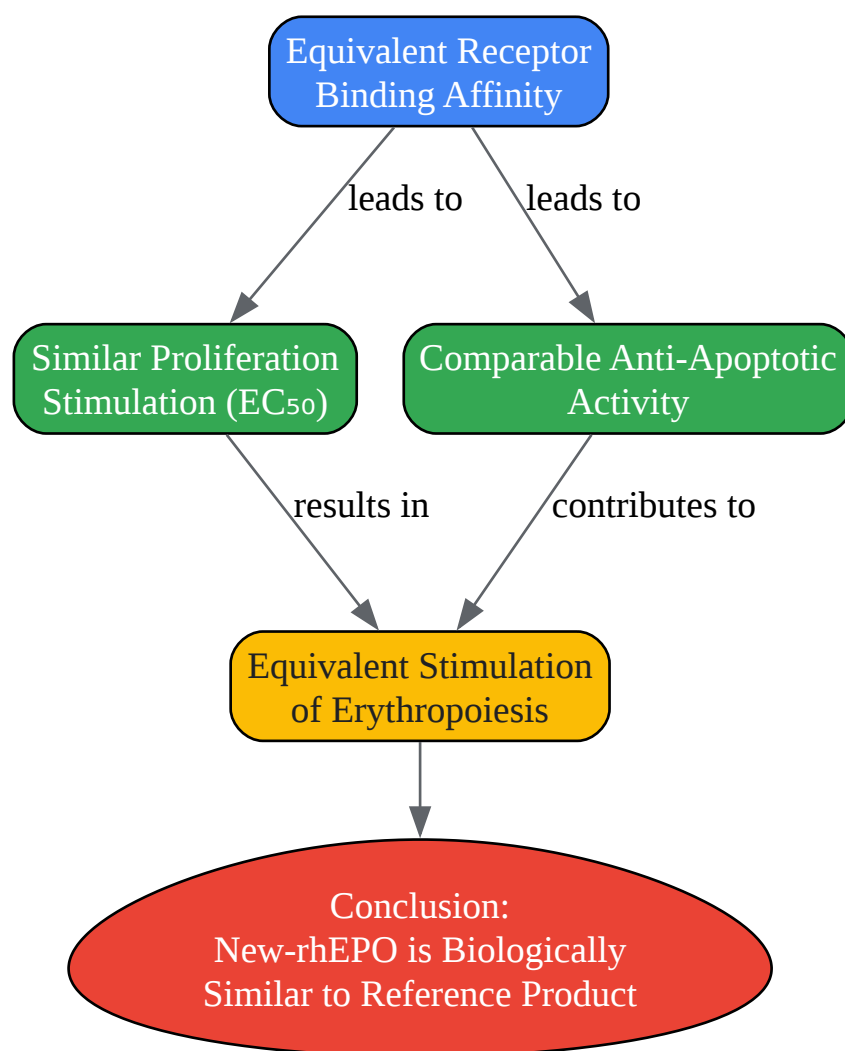 Equivalent Receptor
Binding Affinity
leads to
leads to
Similar Proliferation
Stimulation (EC₅₀)
Comparable Anti-Apoptotic
Activity
results in
contributes to
Equivalent Stimulation
of Erythropoiesis
Conclusion:
New-rhEPO is Biologically
Similar to Reference Product